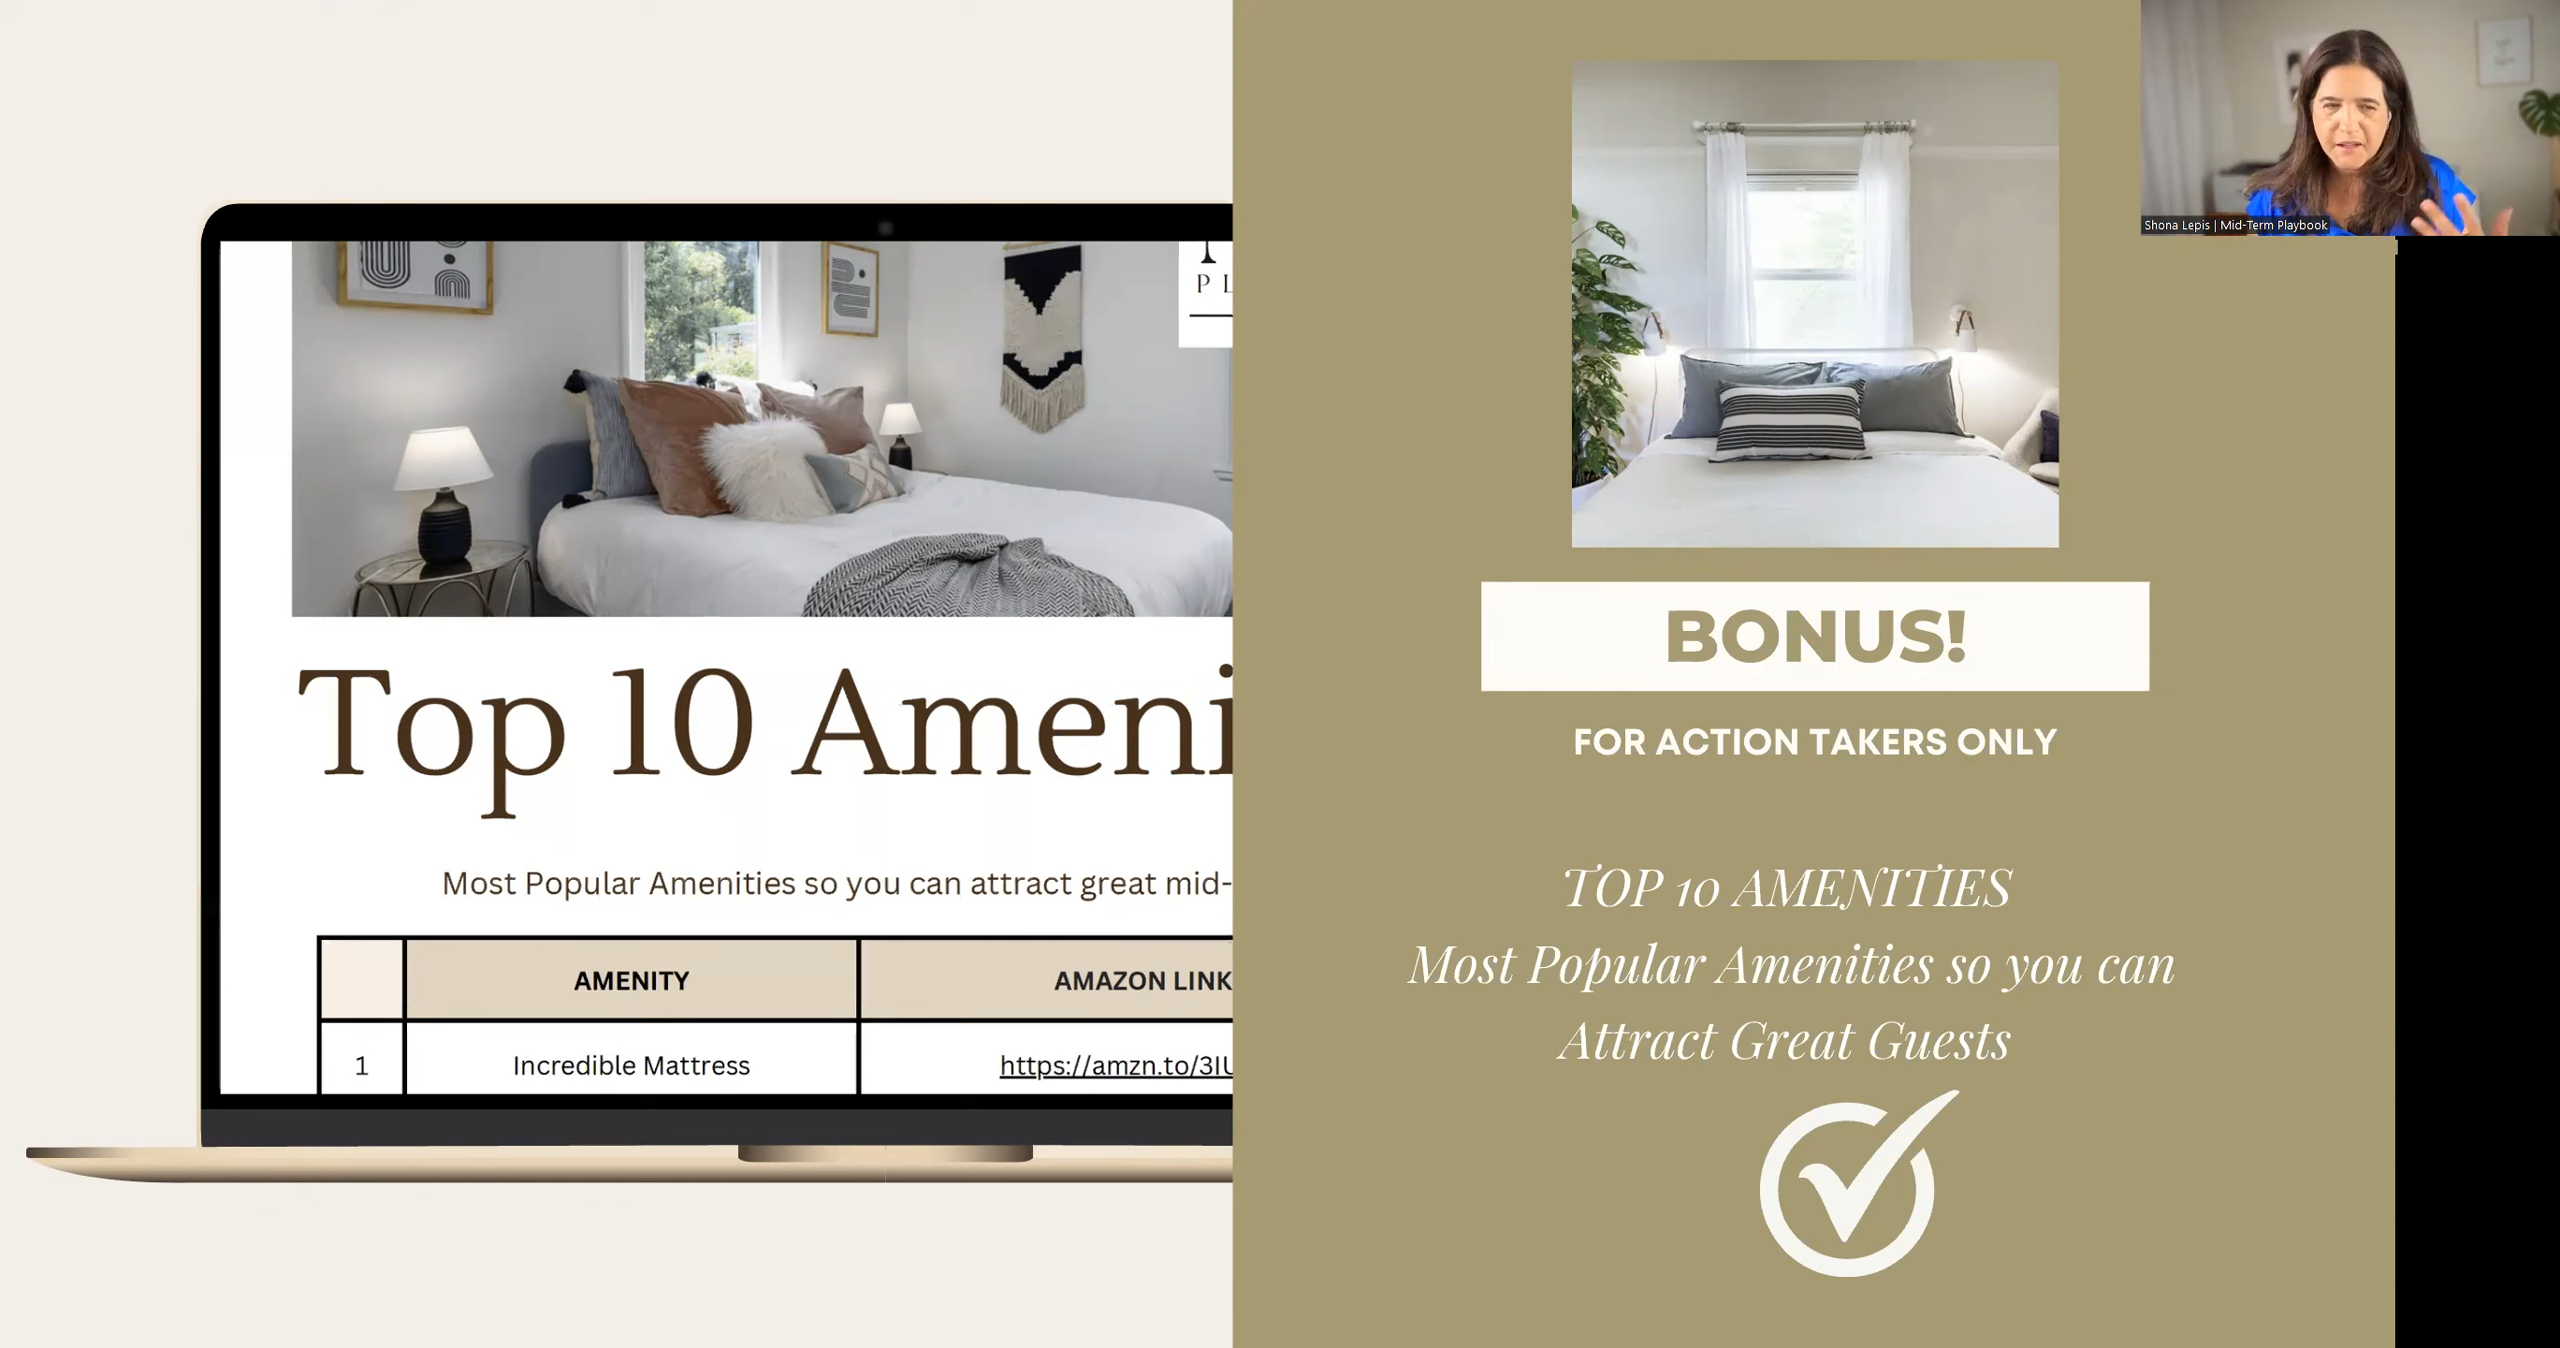 P L
Top 10 Ameni
Most Popular Amenities so you can attract great mid-
AMENITY
AMAZON LINK
1
Incredible Mattress
https://amzn.to/3IU
BONUS!
FOR ACTION TAKERS ONLY
TOP 10 AMENITIES
Most Popular Amenities so you can
Attract Great Guests
Shona Lepis | Mid-Term Playbook